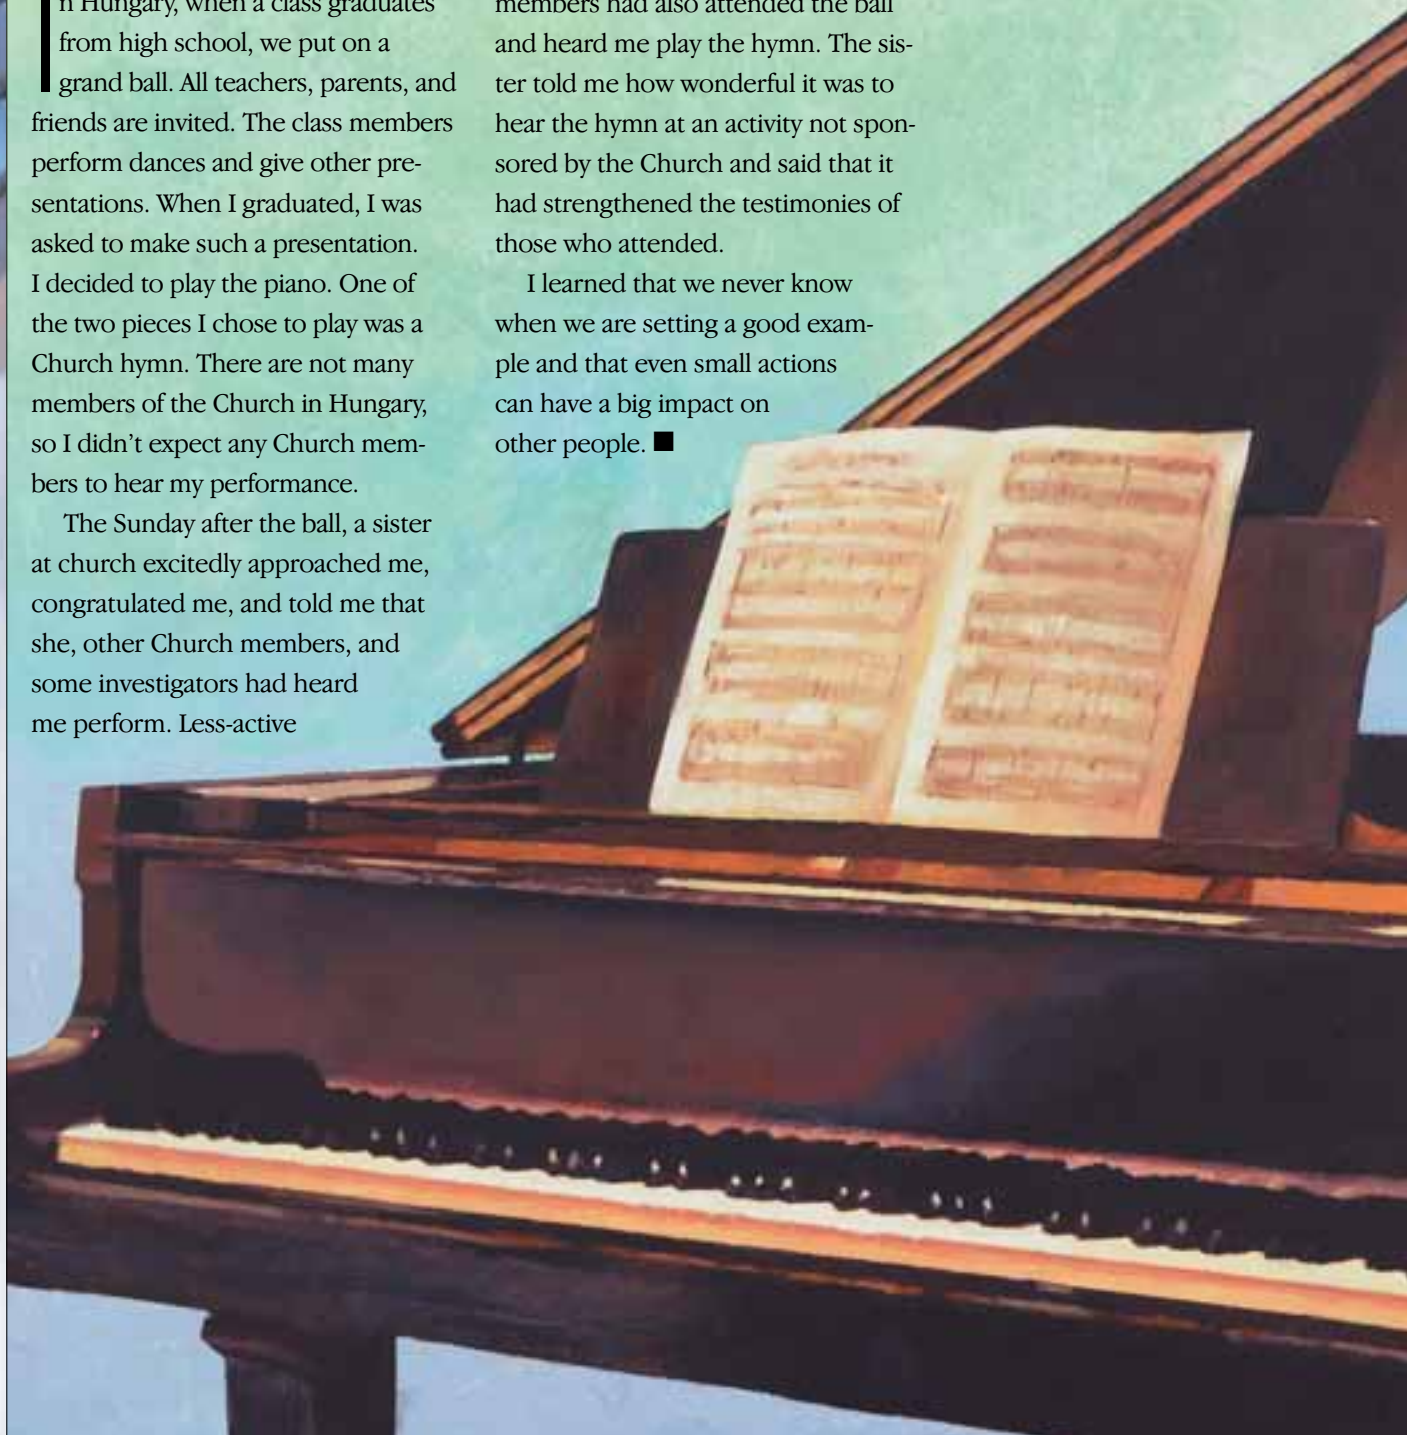 In Hungary, when a class graduates
from high school, we put on a
grand ball. All teachers, parents, and
friends are invited. The class members
perform dances and give other pre-
sentations. When I graduated, I was
asked to make such a presentation.
I decided to play the piano. One of
the two pieces I chose to play was a
Church hymn. There are not many
members of the Church in Hungary,
so I didn’t expect any Church mem-
bers to hear my performance.
The Sunday after the ball, a sister
at church excitedly approached me,
congratulated me, and told me that
she, other Church members, and
some investigators had heard
me perform. Less-active
members had also attended the ball
and heard me play the hymn. The sis-
ter told me how wonderful it was to
hear the hymn at an activity not spon-
sored by the Church and said that it
had strengthened the testimonies of
those who attended.
I learned that we never know
when we are setting a good exam-
ple and that even small actions
can have a big impact on
other people. ■